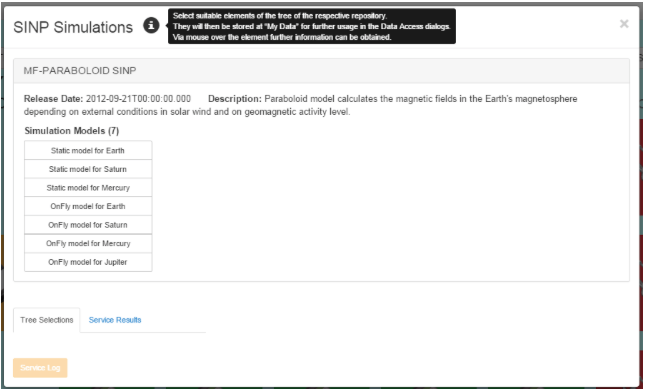 SINP Simulations
Select suitable elements of the tree of the respective repository.
They will then be stored at "My Data" for further usage in the Data Access dialogs.
Via mouse over the element further information can be obtained.
×
MF-PARABOLOID SINP
Release Date: 2012-09-21T00:00:00.000 Description: Paraboloid model calculates the magnetic fields in the Earth's magnetosphere
depending on external conditions in solar wind and on geomagnetic activity level.
Simulation Models (7)
Static model for Earth
Static model for Saturn
Static model for Mercury
OnFly model for Earth
OnFly model for Saturn
OnFly model for Mercury
OnFly model for Jupiter
Tree Selections Service Results
Service Log